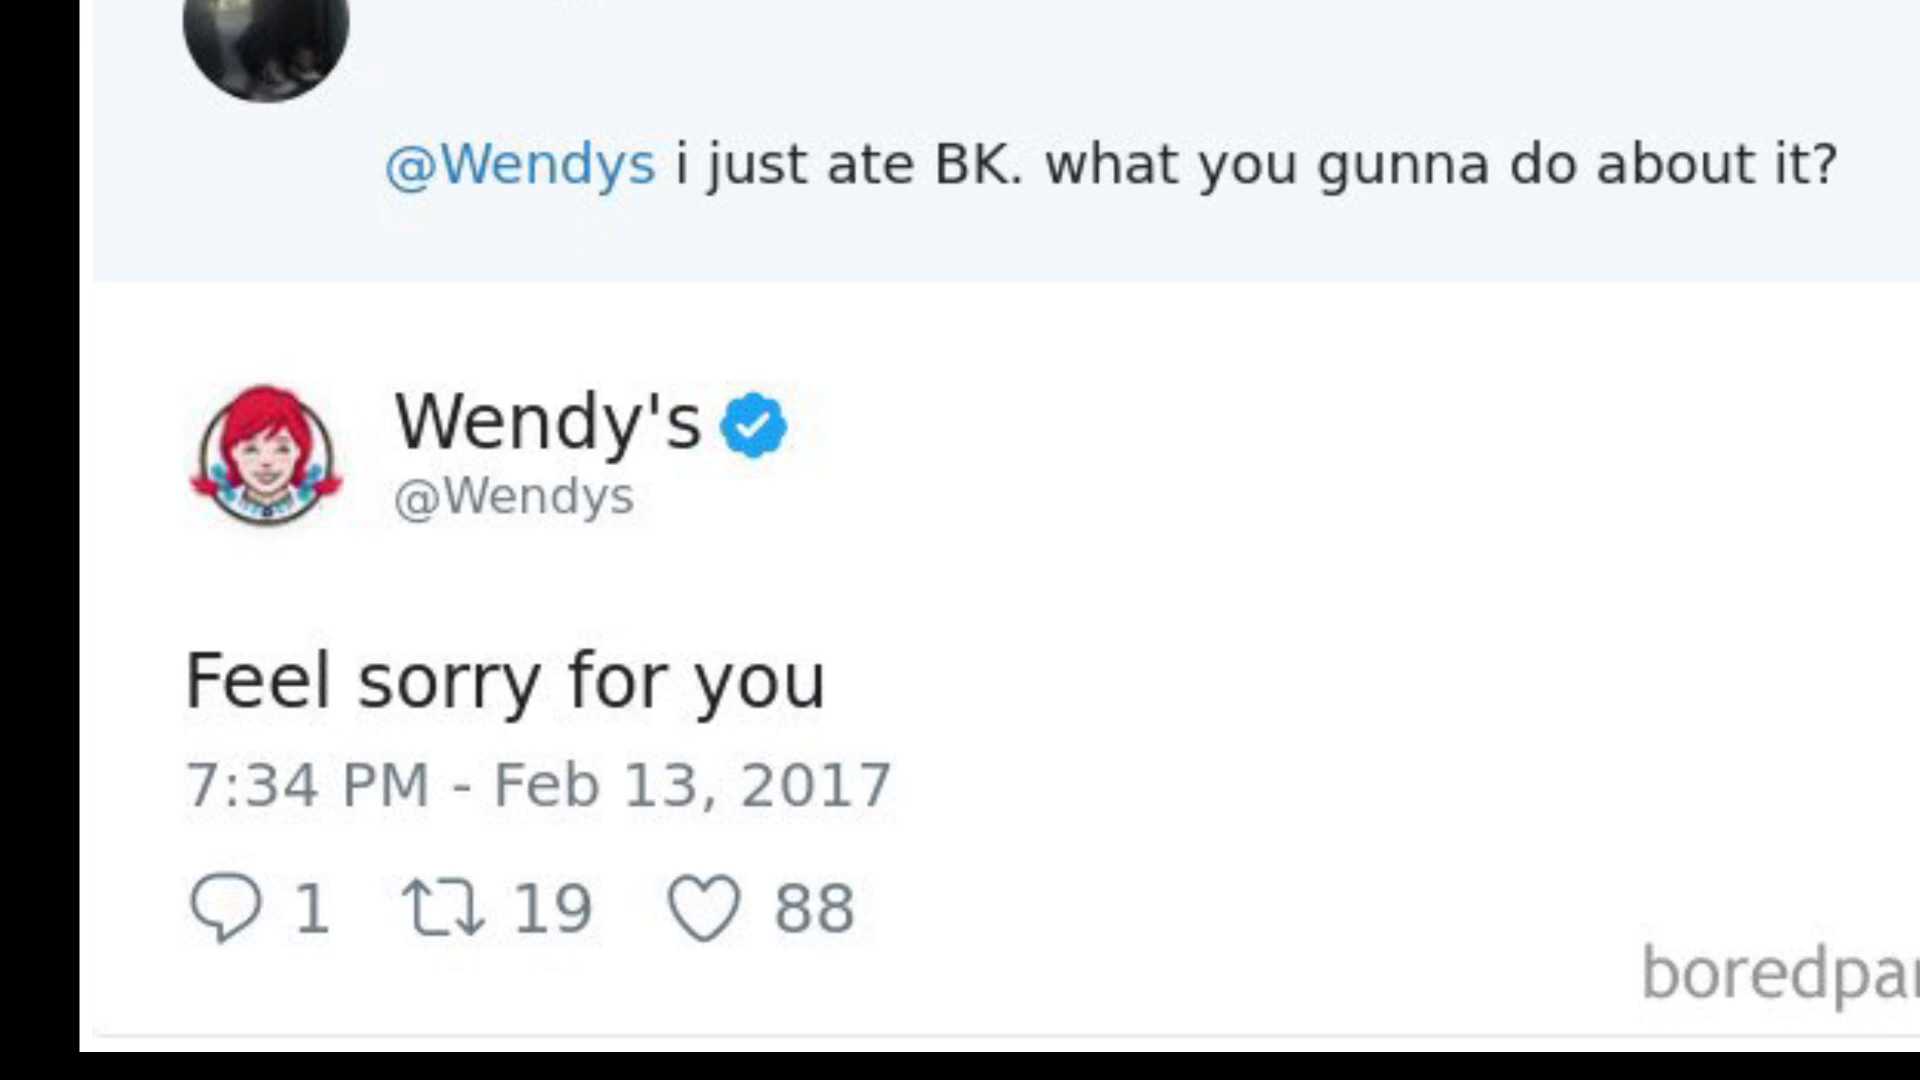 @Wendys i just ate BK. what you gunna do about it?
Wendy's
@Wendys
Feel sorry for you
7:34 PM - Feb 13, 2017
1 19 88